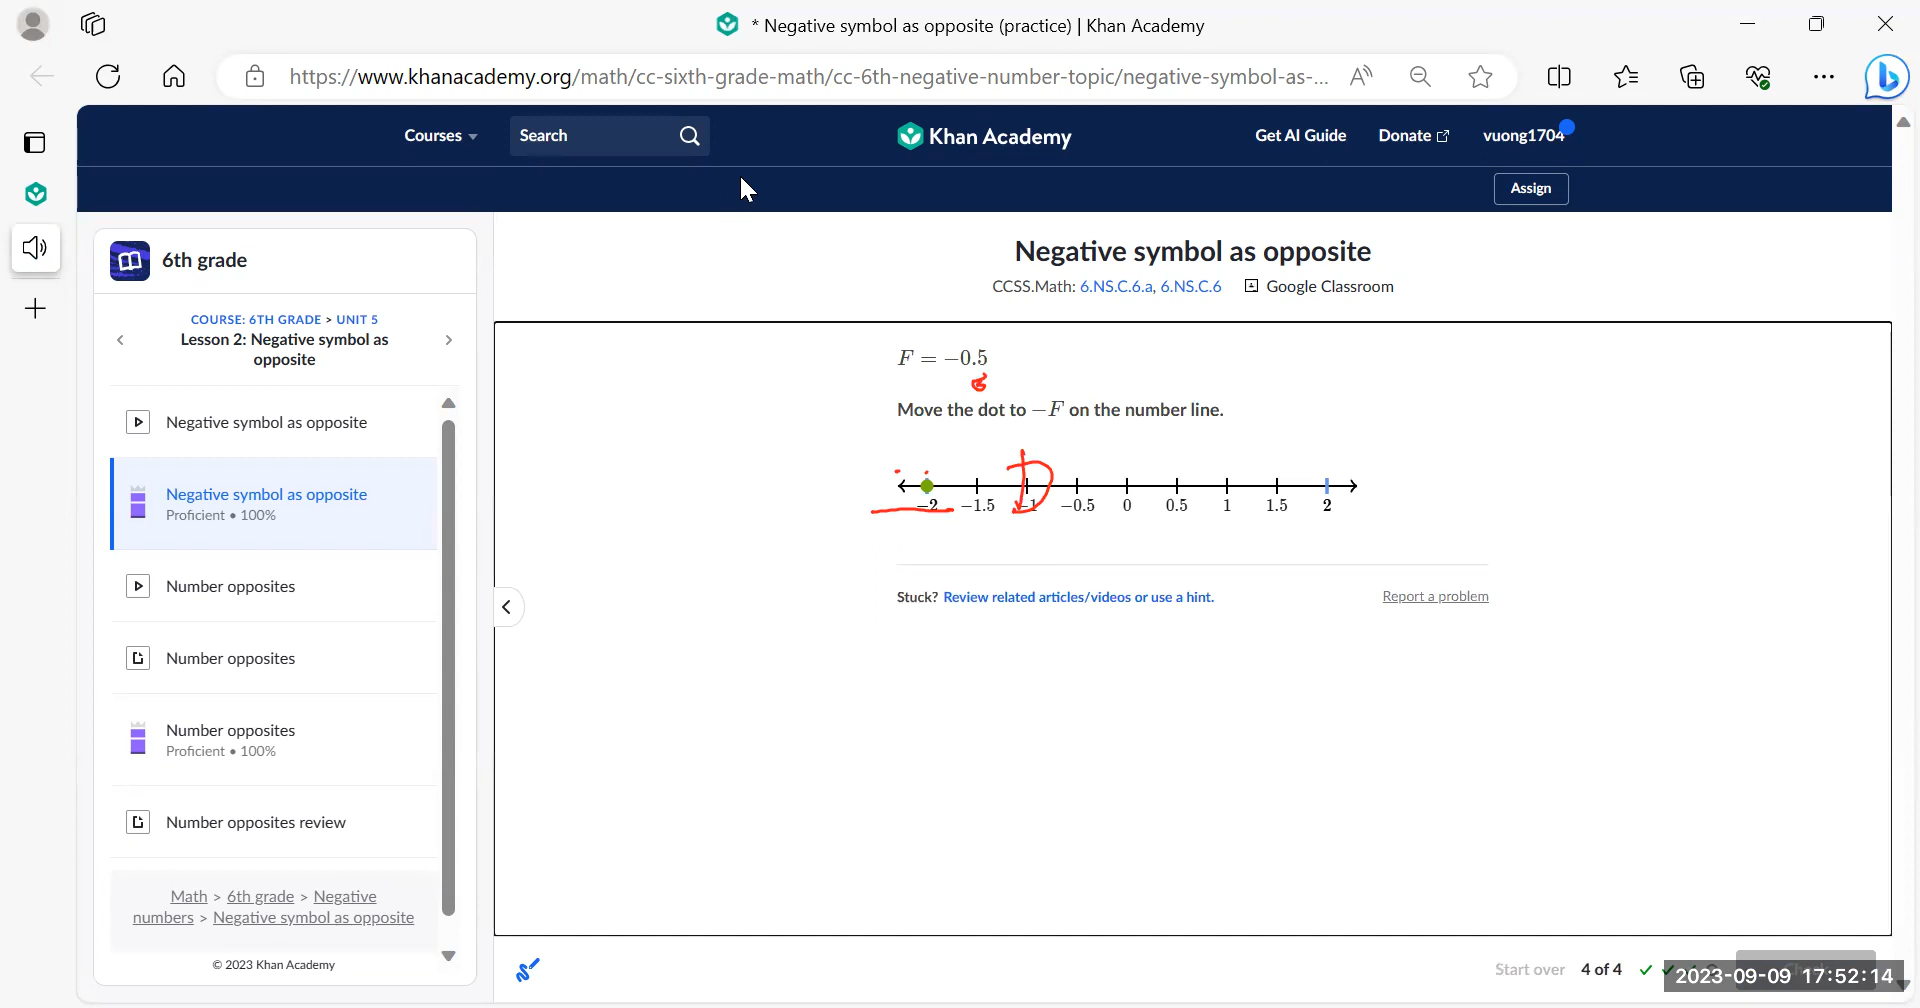 * Negative symbol as opposite (practice) | Khan Academy
https://www.khanacademy.org/math/cc-sixth-grade-math/cc-6th-negative-number-topic/negative-symbol-as-...
Courses
Search
Khan Academy
Get AI Guide
Donate
vuong1704
Assign
6th grade
COURSE: 6TH GRADE > UNIT 5
Lesson 2: Negative symbol as
opposite
Negative symbol as opposite
Negative symbol as opposite
Proficient • 100%
Number opposites
Number opposites
Number opposites
Proficient • 100%
Number opposites review
Math > 6th grade > Negative
numbers > Negative symbol as opposite
© 2023 Khan Academy
Negative symbol as opposite
CCSS.Math: 6.NS.C.6.a, 6.NS.C.6 Google Classroom
F = −0.5
Move the dot to −F on the number line.
−2 −1.5 −1 −0.5 0 0.5 1 1.5 2
Stuck? Review related articles/videos or use a hint.
Report a problem
Start over 4 of 4
2023-09-09 17:52:14